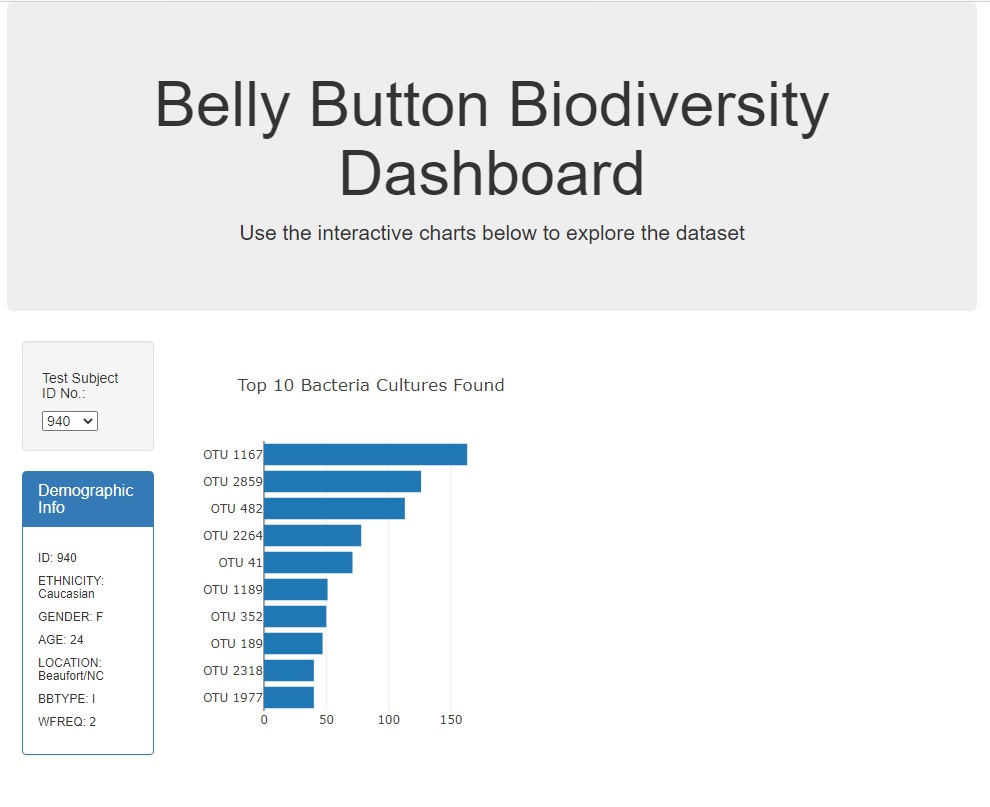 Belly Button Biodiversity
Dashboard
Use the interactive charts below to explore the dataset
Test Subject
ID No.:
940
Demographic
Info
ID: 940
ETHNICITY:
Caucasian
GENDER: F
AGE: 24
LOCATION:
Beaufort/NC
BBTYPE: I
WFREQ: 2
Top 10 Bacteria Cultures Found
OTU 1167
OTU 2859
OTU 482
OTU 2264
OTU 41
OTU 1189
OTU 352
OTU 189
OTU 2318
OTU 1977
0 50 100 150